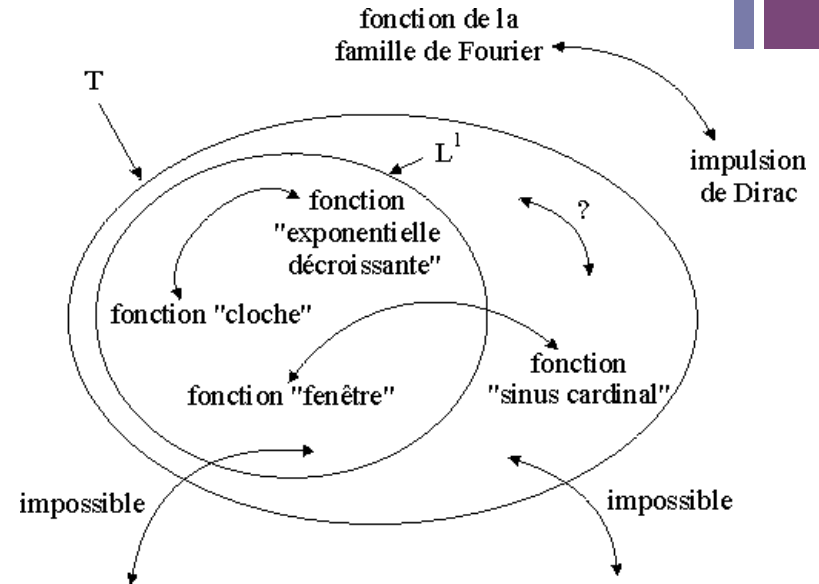 fonction de la
famille de Fourier
T
L¹
impulsion
de Dirac
fonction
"exponentielle
décroissante"
?
fonction "cloche"
fonction
"sinus cardinal"
fonction "fenêtre"
impossible
impossible